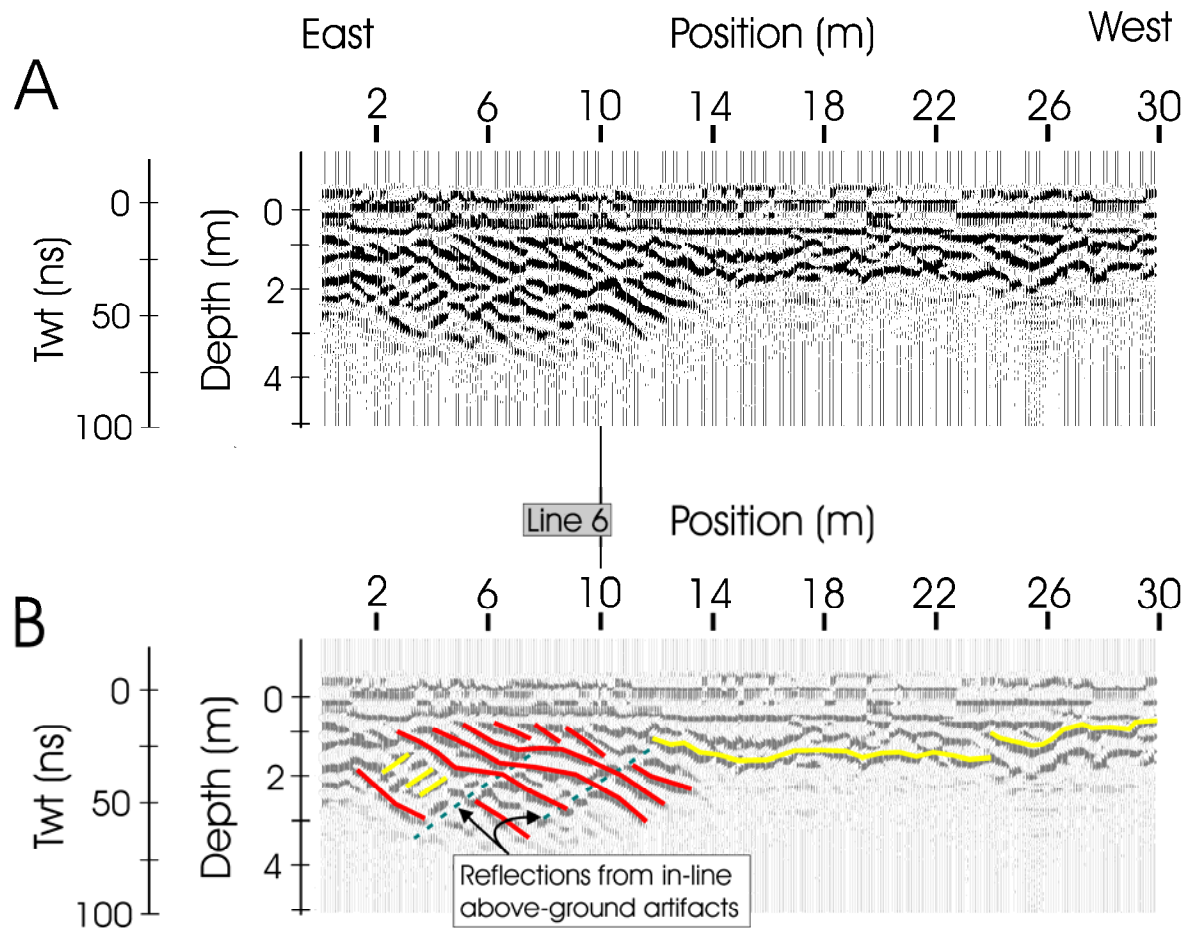 East Position (m) West
A
2 6 10 14 18 22 26 30
Twt (ns)
0
50
100
Depth (m)
0
2
4
Line 6 Position (m)
B
2 6 10 14 18 22 26 30
Twt (ns)
0
50
100
Depth (m)
0
2
4
Reflections from in-line
above-ground artifacts